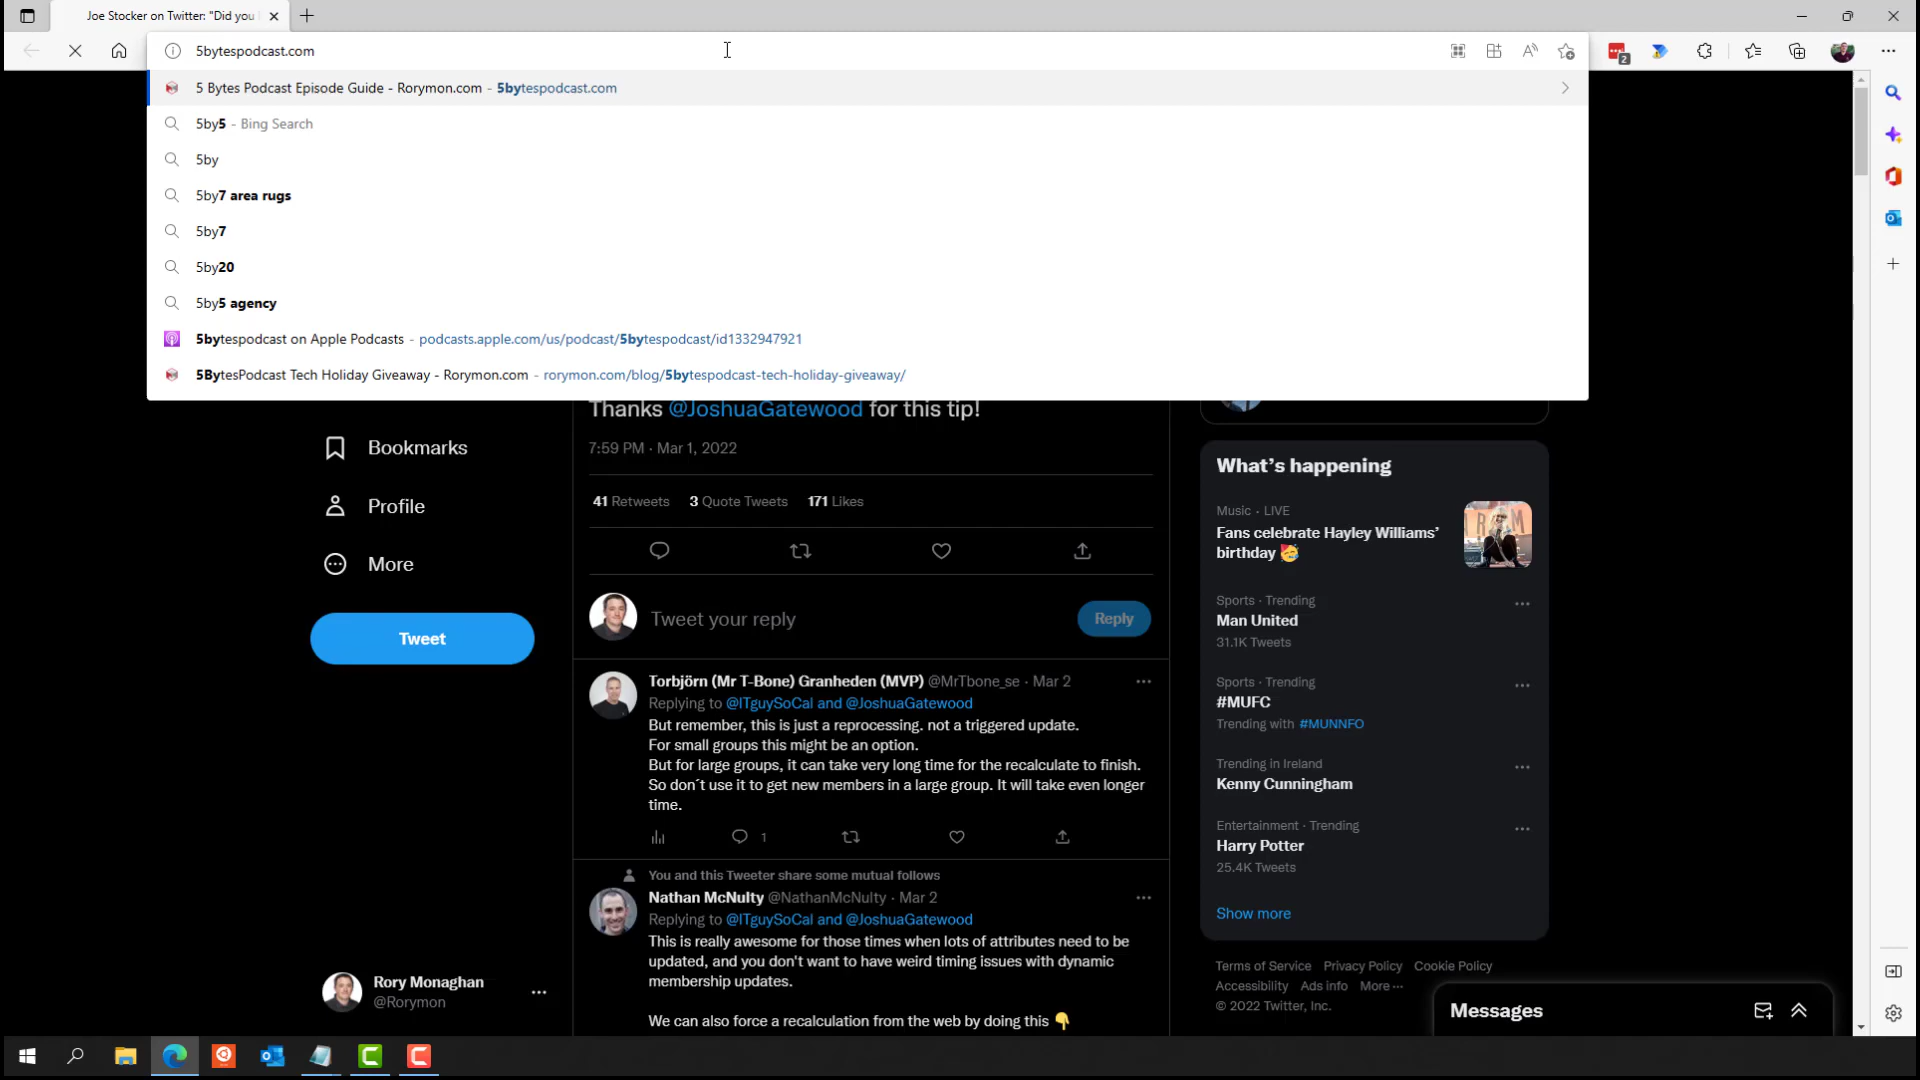 Joe Stocker on Twitter: "Did you
5bytespodcast.com
2
5 Bytes Podcast Episode Guide - Rorymon.com - 5bytespodcast.com
5by5 - Bing Search
5by
5by7 area rugs
5by7
5by20
5by5 agency
5bytespodcast on Apple Podcasts - podcasts.apple.com/us/podcast/5bytespodcast/id1332947921
5BytesPodcast Tech Holiday Giveaway - Rorymon.com - rorymon.com/blog/5bytespodcast-tech-holiday-giveaway/
Bookmarks
Profile
More
Tweet
Rory Monaghan
@Rorymon
Thanks @JoshuaGatewood for this tip!
7:59 PM · Mar 1, 2022
41 Retweets 3 Quote Tweets 171 Likes
Tweet your reply
Reply
Torbjörn (Mr T-Bone) Granheden (MVP) @MrTbone_se · Mar 2
Replying to @ITguySoCal and @JoshuaGatewood
But remember, this is just a reprocessing. not a triggered update.
For small groups this might be an option.
But for large groups, it can take very long time for the recalculate to finish.
So don´t use it to get new members in a large group. It will take even longer
time.
1
You and this Tweeter share some mutual follows
Nathan McNulty @NathanMcNulty · Mar 2
Replying to @ITguySoCal and @JoshuaGatewood
This is really awesome for those times when lots of attributes need to be
updated, and you don't want to have weird timing issues with dynamic
membership updates.
We can also force a recalculation from the web by doing this 👇
What's happening
Music · LIVE
Fans celebrate Hayley Williams'
birthday 🥳
Sports · Trending
Man United
31.1K Tweets
Sports · Trending
#MUFC
Trending with #MUNNFO
Trending in Ireland
Kenny Cunningham
Entertainment · Trending
Harry Potter
25.4K Tweets
Show more
Terms of Service Privacy Policy Cookie Policy
Accessibility Ads info More ···
© 2022 Twitter, Inc.
Messages